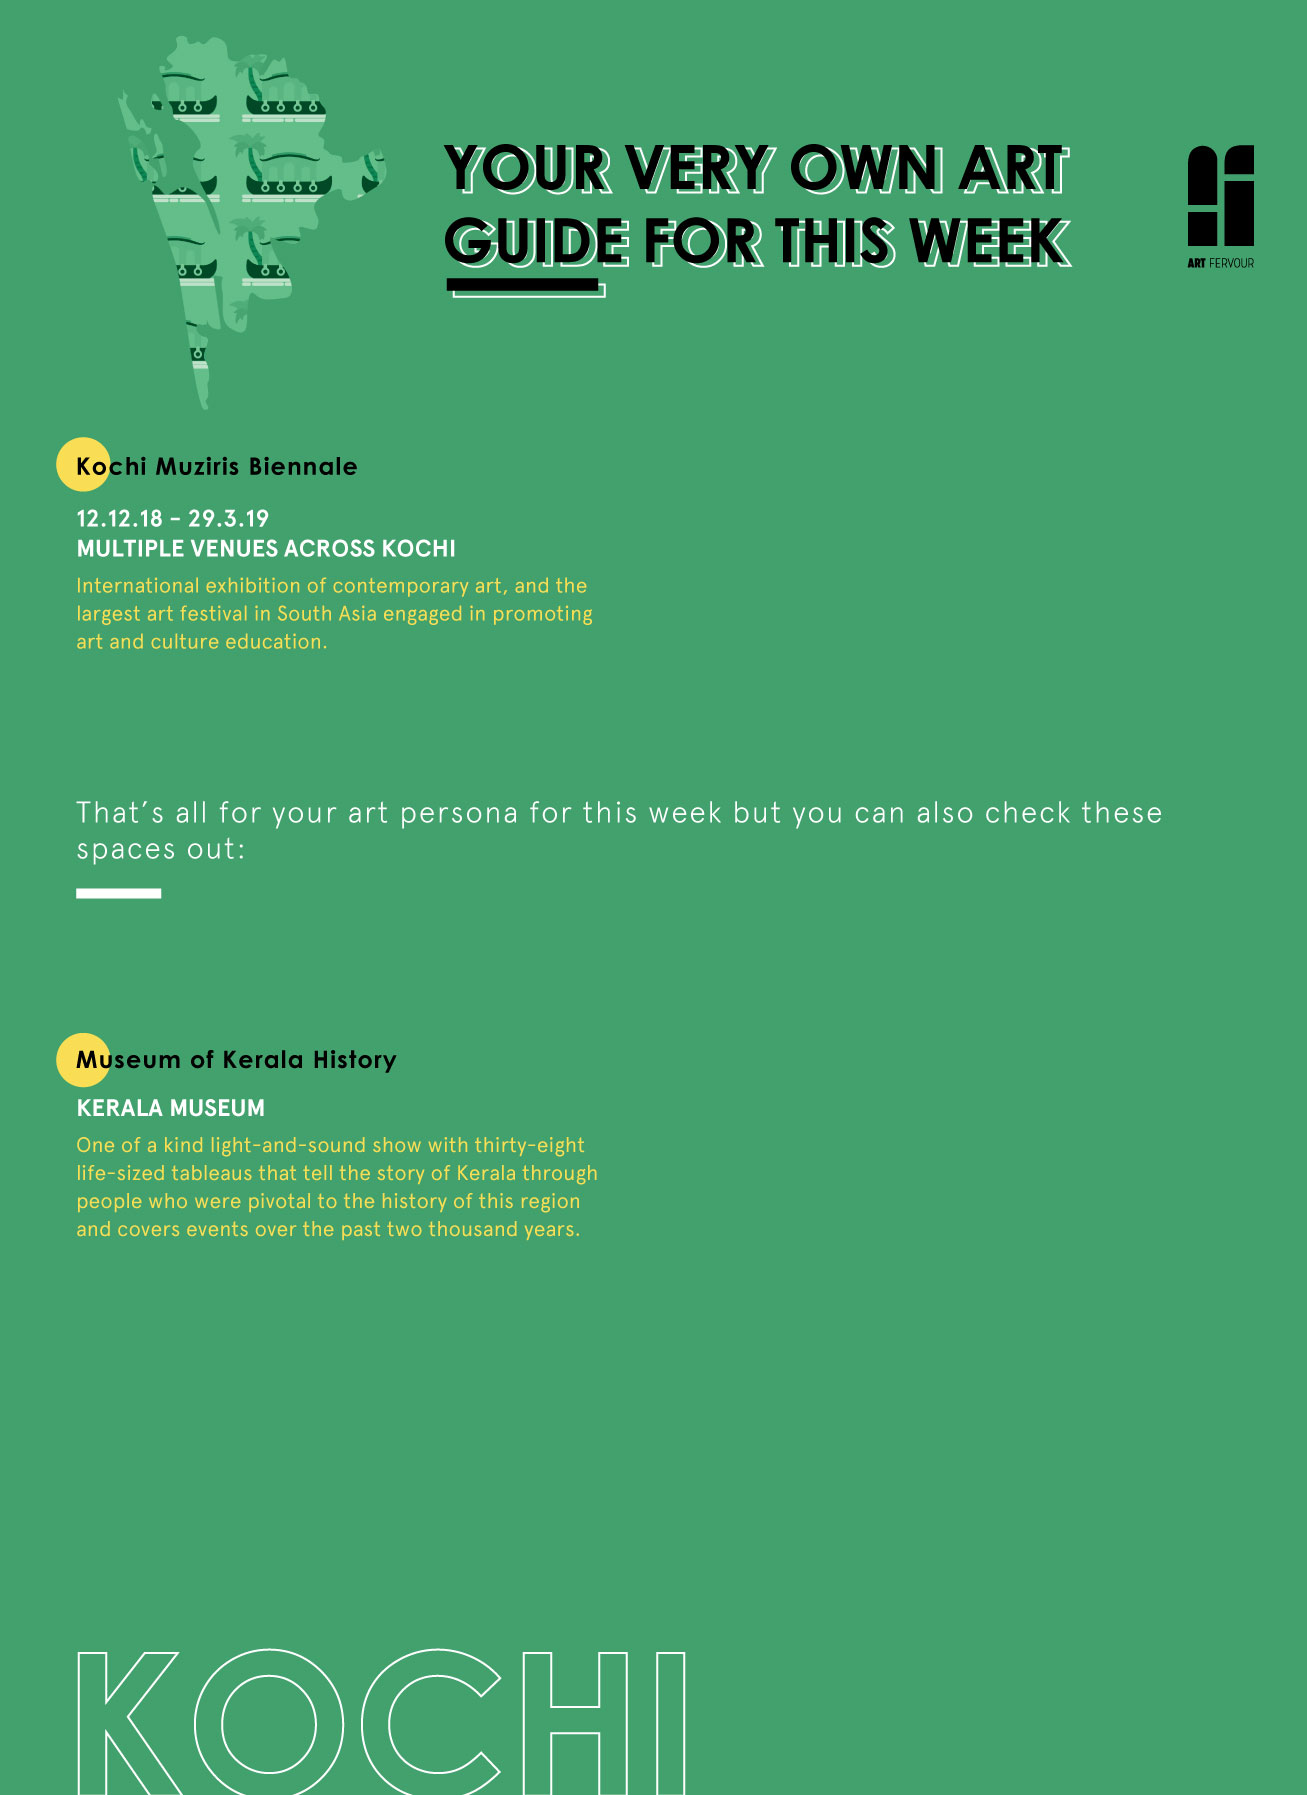 YOUR VERY OWN ART
GUIDE FOR THIS WEEK
ART FERVOUR
Kochi Muziris Biennale
12.12.18 - 29.3.19
MULTIPLE VENUES ACROSS KOCHI
International exhibition of contemporary art, and the
largest art festival in South Asia engaged in promoting
art and culture education.
That's all for your art persona for this week but you can also check these
spaces out:
Museum of Kerala History
KERALA MUSEUM
One of a kind light-and-sound show with thirty-eight
life-sized tableaus that tell the story of Kerala through
people who were pivotal to the history of this region
and covers events over the past two thousand years.
KOCHI